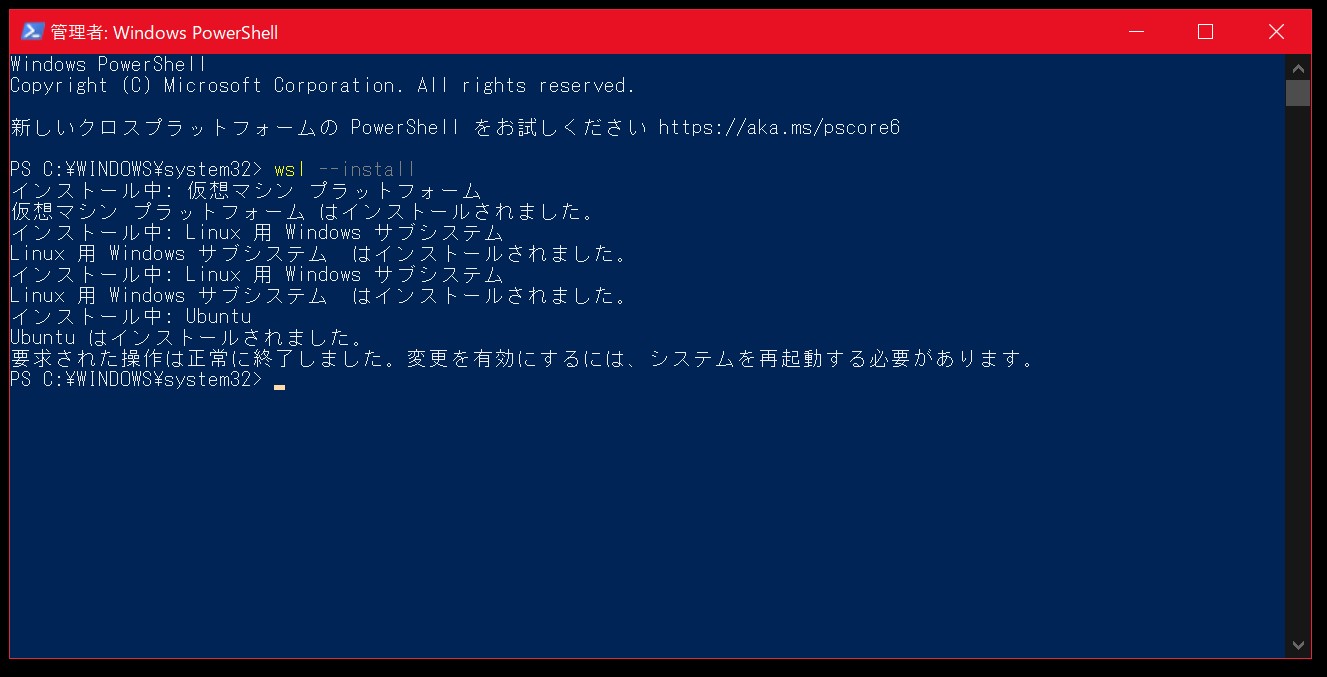 管理者: Windows PowerShell
Windows PowerShell
Copyright (C) Microsoft Corporation. All rights reserved.
新しいクロスプラットフォームの PowerShell をお試しください https://aka.ms/pscore6
PS C:¥WINDOWS¥system32> wsl --install
インストール中: 仮想マシン プラットフォーム
仮想マシン プラットフォーム はインストールされました。
インストール中: Linux 用 Windows サブシステム
Linux 用 Windows サブシステム  はインストールされました。
インストール中: Linux 用 Windows サブシステム
Linux 用 Windows サブシステム  はインストールされました。
インストール中: Ubuntu
Ubuntu はインストールされました。
要求された操作は正常に終了しました。変更を有効にするには、システムを再起動する必要があります。
PS C:¥WINDOWS¥system32>